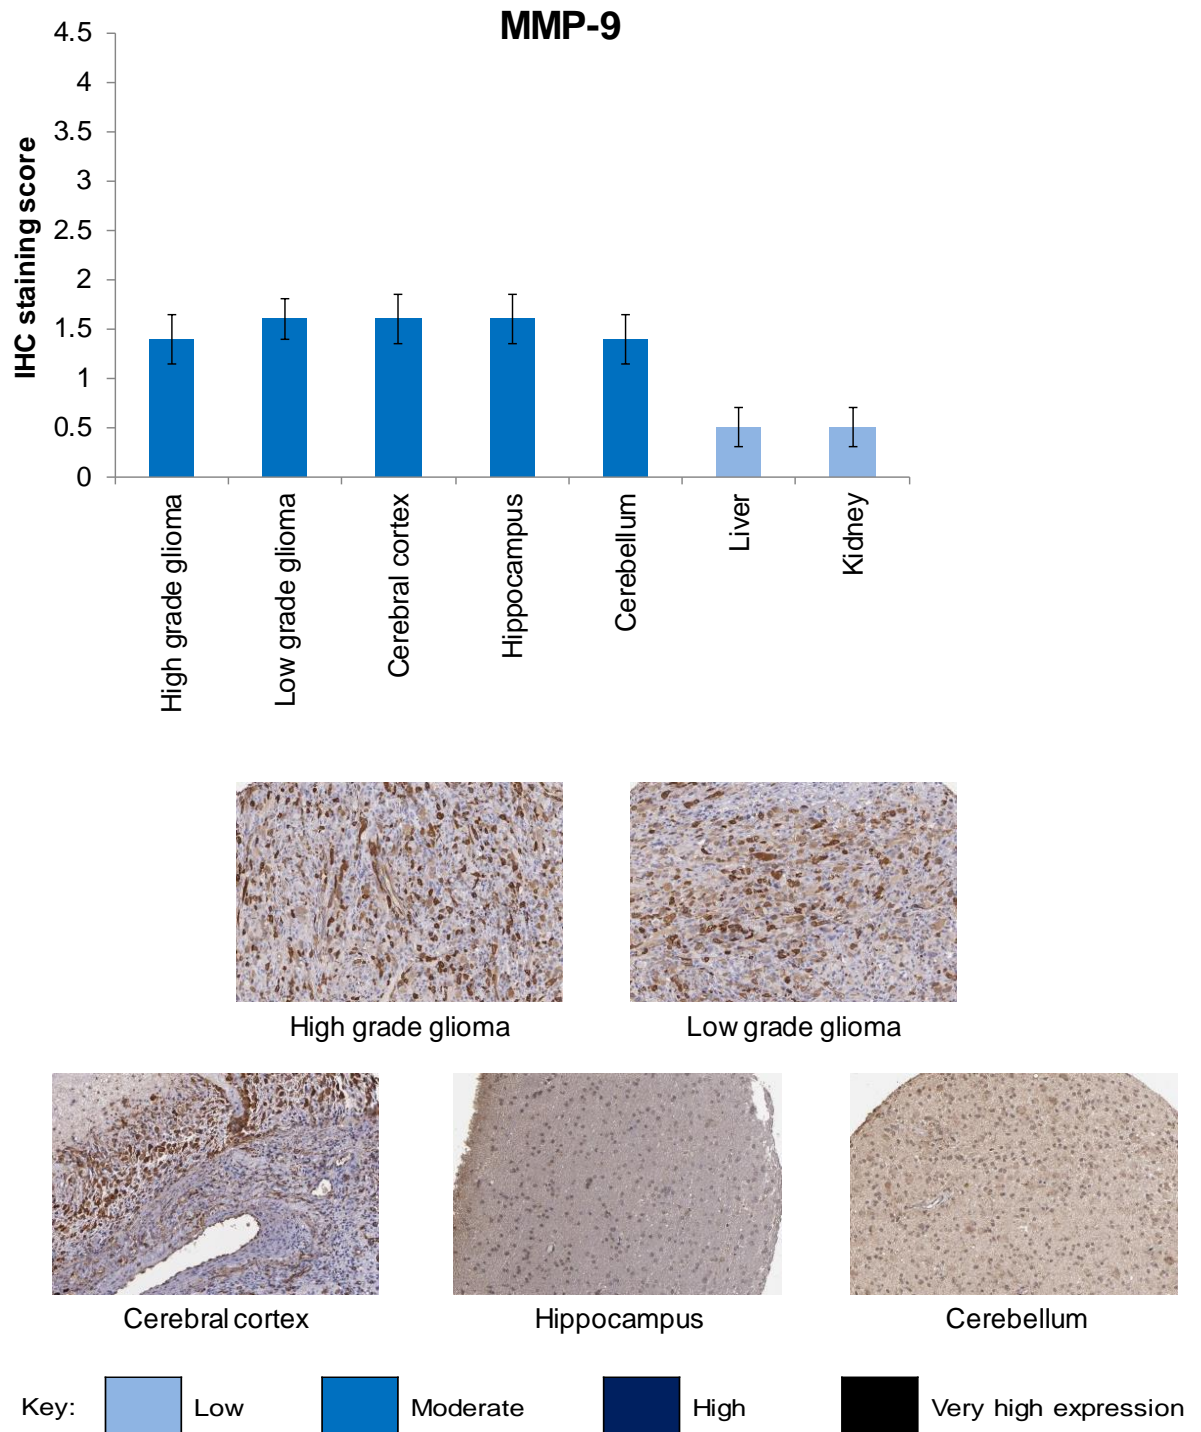 MMP-9
4.5
4
3.5
3
2.5
2
1.5
1
0.5
0
IHC staining score
High grade glioma
Low grade glioma
Cerebral cortex
Hippocampus
Cerebellum
Liver
Kidney
High grade glioma
Low grade glioma
Cerebral cortex
Hippocampus
Cerebellum
Key:
Low
Moderate
High
Very high expression